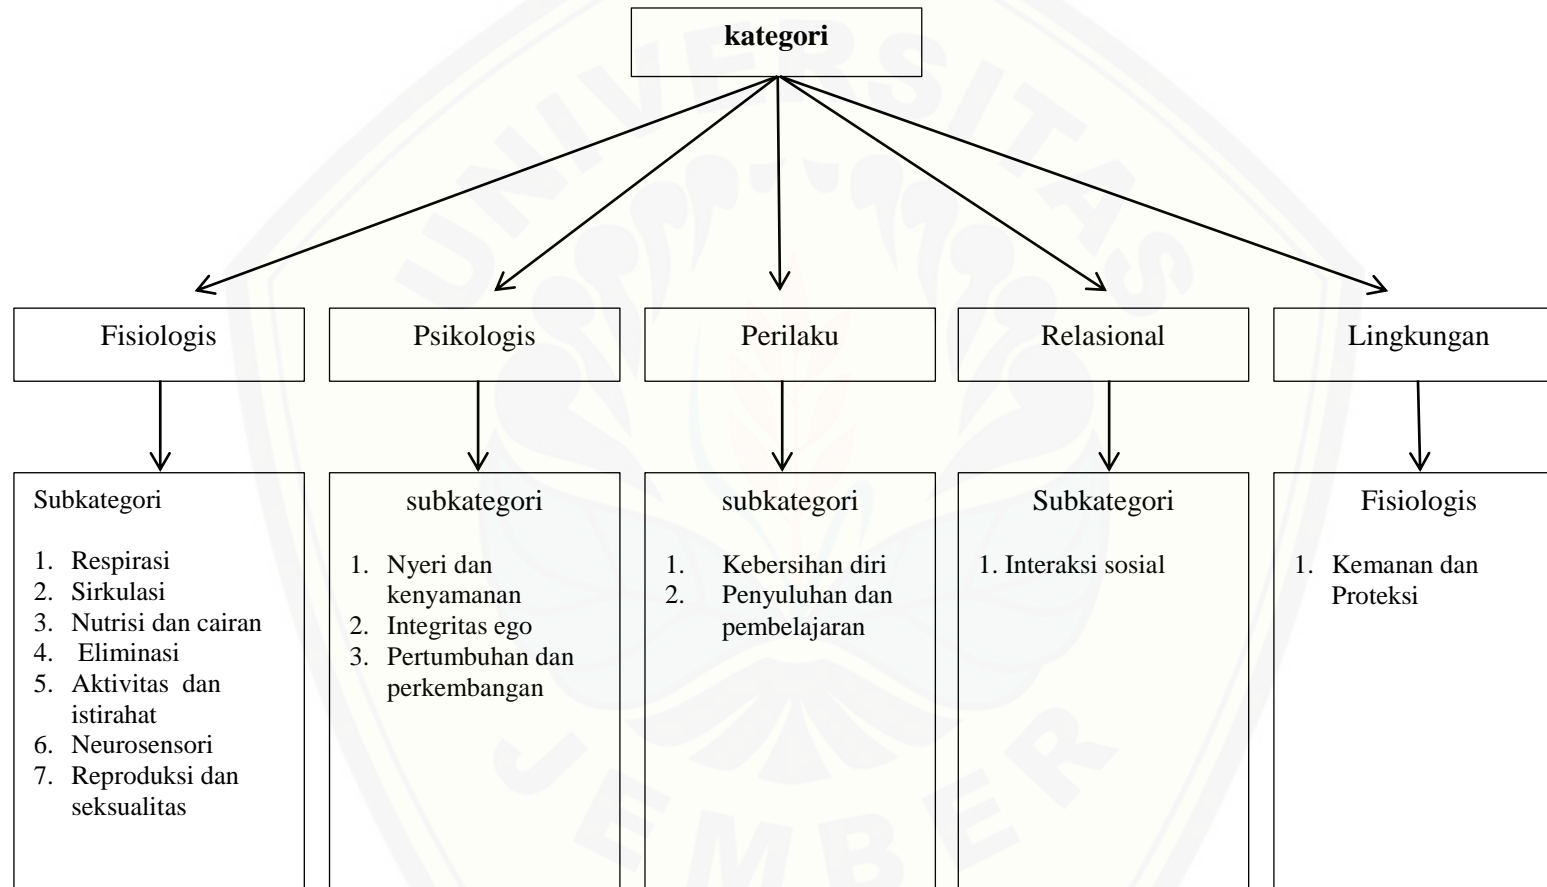 UNIVERSITAS
kategori
Fisiologis
Psikologis
Perilaku
Relasional
Lingkungan
Subkategori
1. Respirasi
2. Sirkulasi
3. Nutrisi dan cairan
4. Eliminasi
5. Aktivitas dan
istirahat
6. Neurosensori
7. Reproduksi dan
seksualitas
subkategori
1. Nyeri dan
kenyamanan
2. Integritas ego
3. Pertumbuhan dan
perkembangan
subkategori
1. Kebersihan diri
2. Penyuluhan dan
pembelajaran
Subkategori
1. Interaksi sosial
Fisiologis
1. Kemanan dan
Proteksi
JEMBER